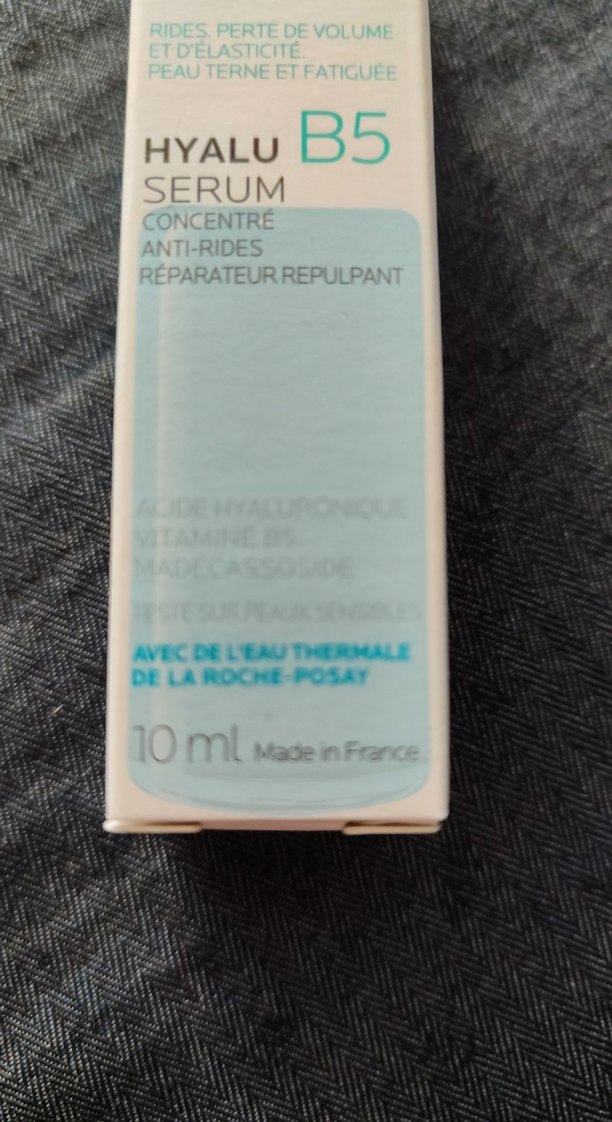 RIDES. PERTE DE VOLUME
ET D'ÉLASTICITÉ.
PEAU TERNE ET FATIGUÉE
HYALU B5
SERUM
CONCENTRÉ
ANTI-RIDES
RÉPARATEUR REPULPANT
ACIDE HYALURONIQUE
VITAMINE B5
MADÉCASSOSIDE
TESTÉ SUR PEAUX SENSIBLES
AVEC DE L'EAU THERMALE
DE LA ROCHE-POSAY
10 ml Made in France